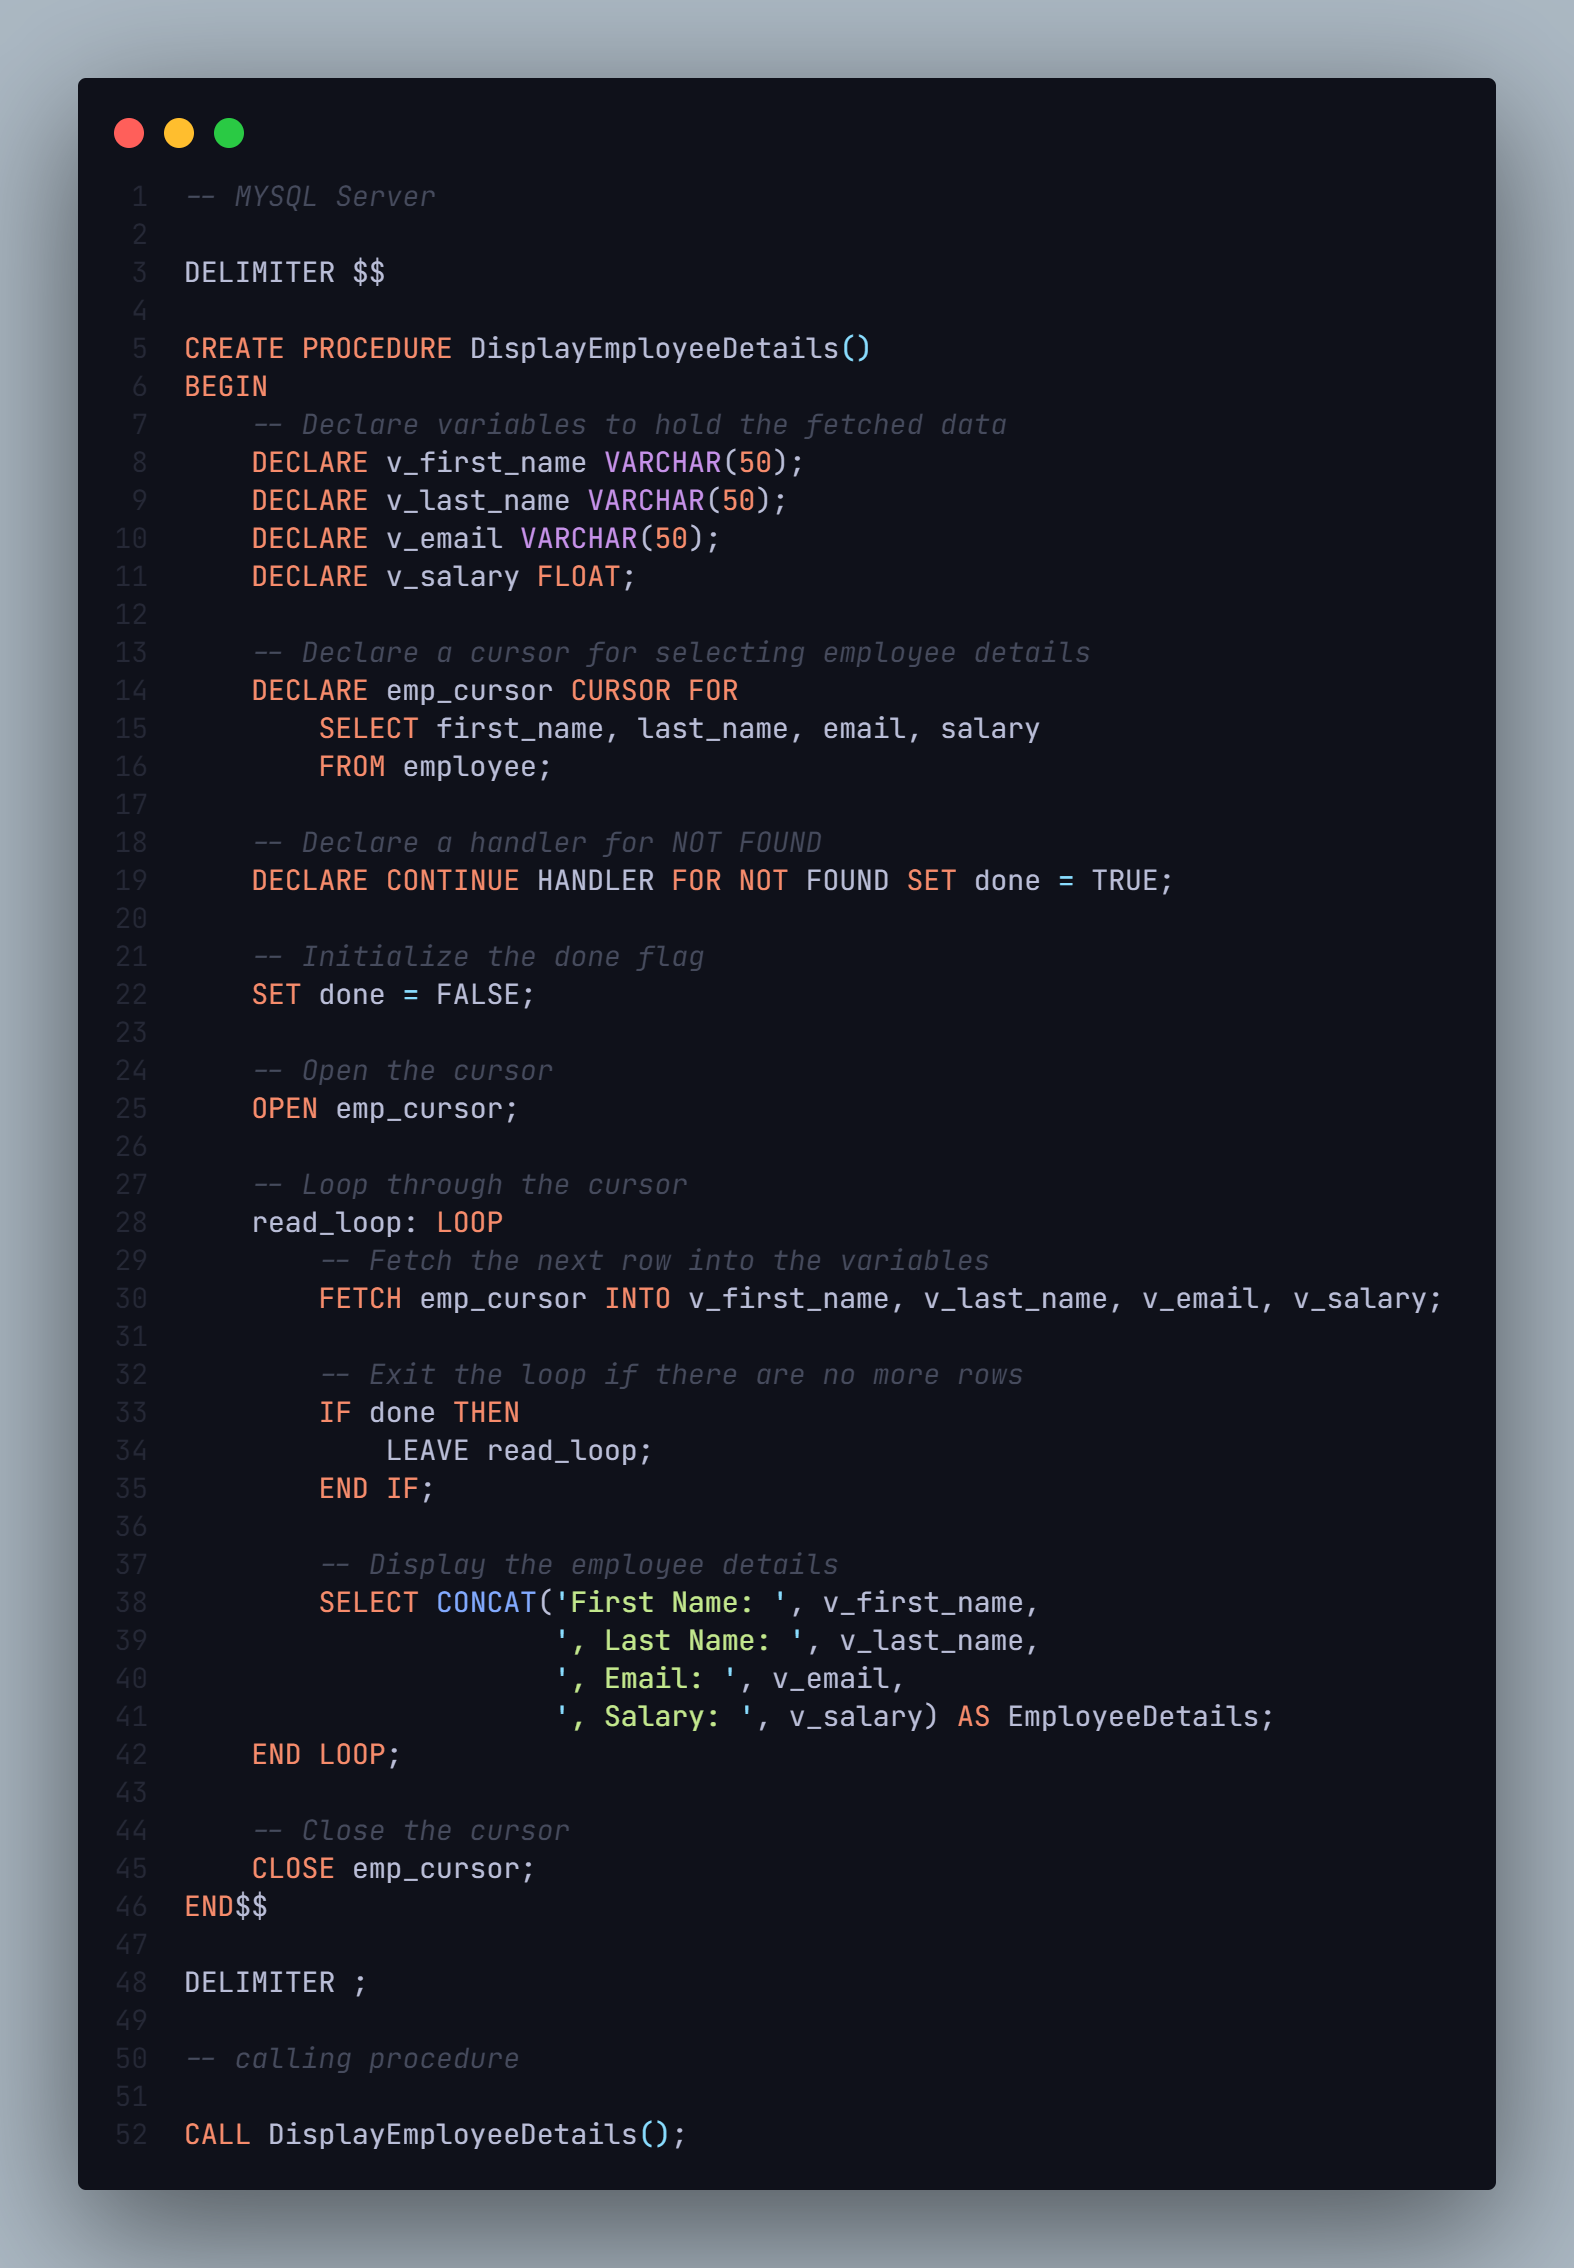 1 -- MYSQL Server
2
3 DELIMITER $$
4
5 CREATE PROCEDURE DisplayEmployeeDetails()
6 BEGIN
7     -- Declare variables to hold the fetched data
8     DECLARE v_first_name VARCHAR(50);
9     DECLARE v_last_name VARCHAR(50);
10     DECLARE v_email VARCHAR(50);
11     DECLARE v_salary FLOAT;
12
13     -- Declare a cursor for selecting employee details
14     DECLARE emp_cursor CURSOR FOR
15         SELECT first_name, last_name, email, salary
16         FROM employee;
17
18     -- Declare a handler for NOT FOUND
19     DECLARE CONTINUE HANDLER FOR NOT FOUND SET done = TRUE;
20
21     -- Initialize the done flag
22     SET done = FALSE;
23
24     -- Open the cursor
25     OPEN emp_cursor;
26
27     -- Loop through the cursor
28     read_loop: LOOP
29         -- Fetch the next row into the variables
30         FETCH emp_cursor INTO v_first_name, v_last_name, v_email, v_salary;
31
32         -- Exit the loop if there are no more rows
33         IF done THEN
34             LEAVE read_loop;
35         END IF;
36
37         -- Display the employee details
38         SELECT CONCAT('First Name: ', v_first_name,
39                       ', Last Name: ', v_last_name,
40                       ', Email: ', v_email,
41                       ', Salary: ', v_salary) AS EmployeeDetails;
42     END LOOP;
43
44     -- Close the cursor
45     CLOSE emp_cursor;
46 END$$
47
48 DELIMITER ;
49
50 -- calling procedure
51
52 CALL DisplayEmployeeDetails();